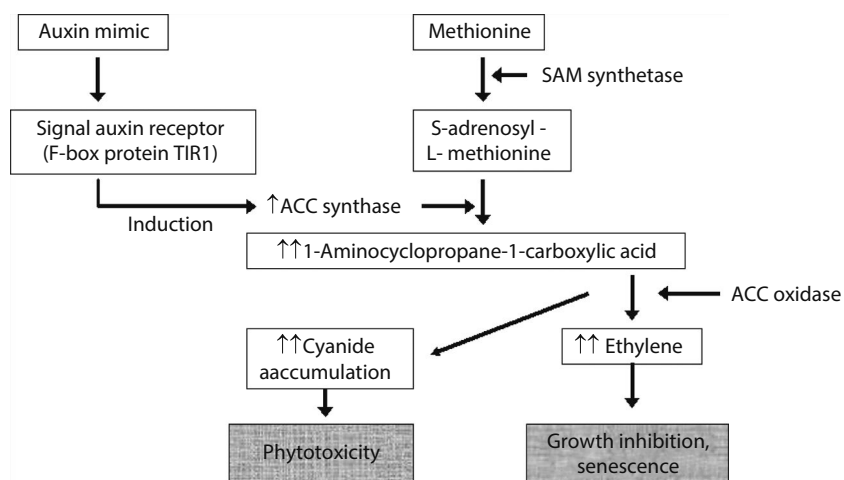 Auxin mimic
Methionine
SAM synthetase
Signal auxin receptor
(F-box protein TIR1)
S-adrenosyl -
L- methionine
Induction
↑ACC synthase
↑↑1-Aminocyclopropane-1-carboxylic acid
ACC oxidase
↑↑Cyanide
aaccumulation
↑↑ Ethylene
Phytotoxicity
Growth inhibition,
senescence